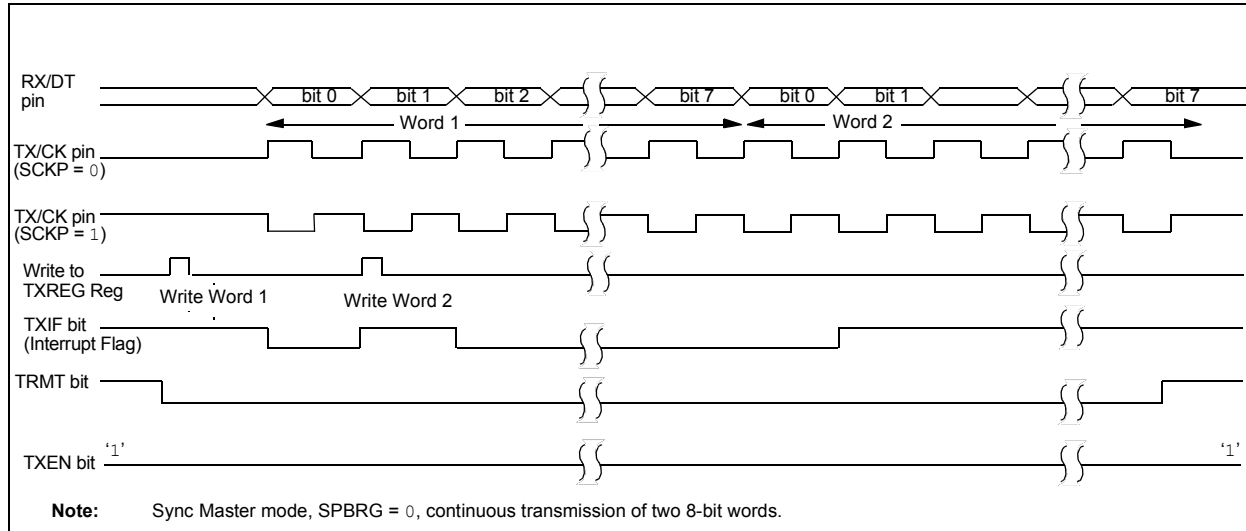 RX/DT
pin
bit 0 bit 1 bit 2 bit 7 bit 0 bit 1 bit 7
Word 1 Word 2
TX/CK pin
(SCKP = 0)
TX/CK pin
(SCKP = 1)
Write to
TXREG Reg
Write Word 1 Write Word 2
TXIF bit
(Interrupt Flag)
TRMT bit
TXEN bit ‘1’ ‘1’
Note: Sync Master mode, SPBRG = 0, continuous transmission of two 8-bit words.